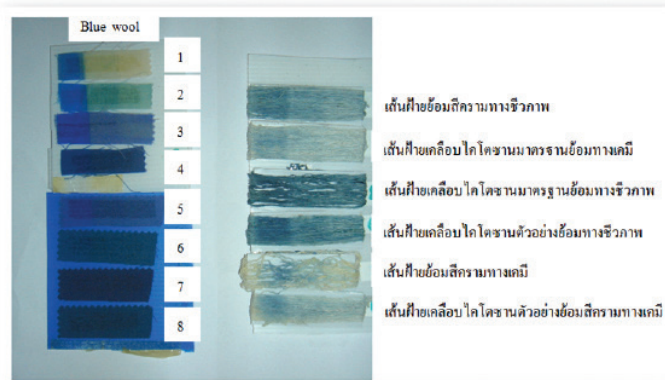 Blue wool
1
2
3
4
5
6
7
8
เส้นฝ้ายย้อมสีครามทางชีวภาพ
เส้นฝ้ายเคลือบไคโตซานมาตรฐานย้อมทางเคมี
เส้นฝ้ายเคลือบไคโตซานมาตรฐานย้อมทางชีวภาพ
เส้นฝ้ายเคลือบไคโตซานตัวอย่างย้อมทางชีวภาพ
เส้นฝ้ายย้อมสีครามทางเคมี
เส้นฝ้ายเคลือบไคโตซานตัวอย่างย้อมสีครามทางเคมี